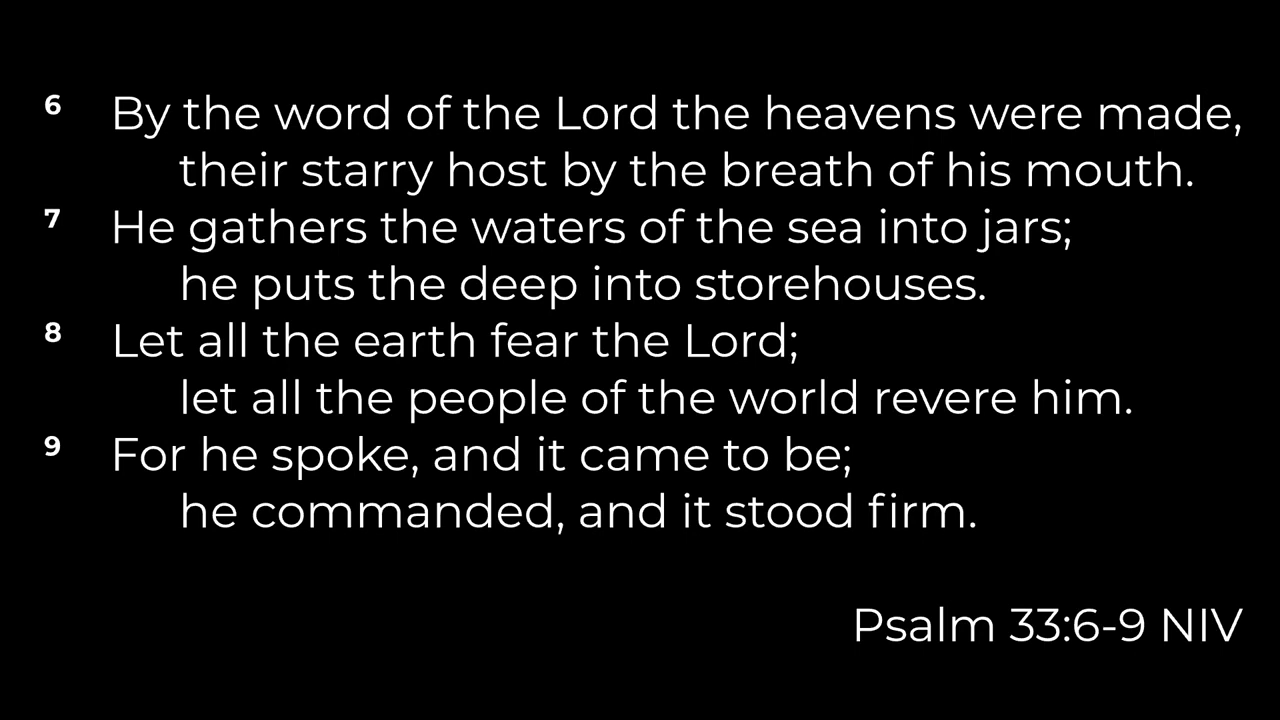 6 By the word of the Lord the heavens were made,
their starry host by the breath of his mouth.
7 He gathers the waters of the sea into jars;
he puts the deep into storehouses.
8 Let all the earth fear the Lord;
let all the people of the world revere him.
9 For he spoke, and it came to be;
he commanded, and it stood firm.
Psalm 33:6-9 NIV